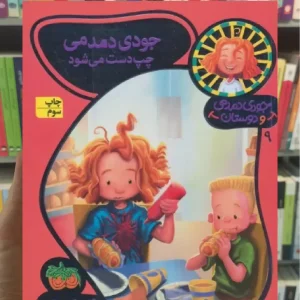 جودی دمدمی
چپ دست می‌شود
چاپ
سوم
جودی دمدمی
و دوستان
۹